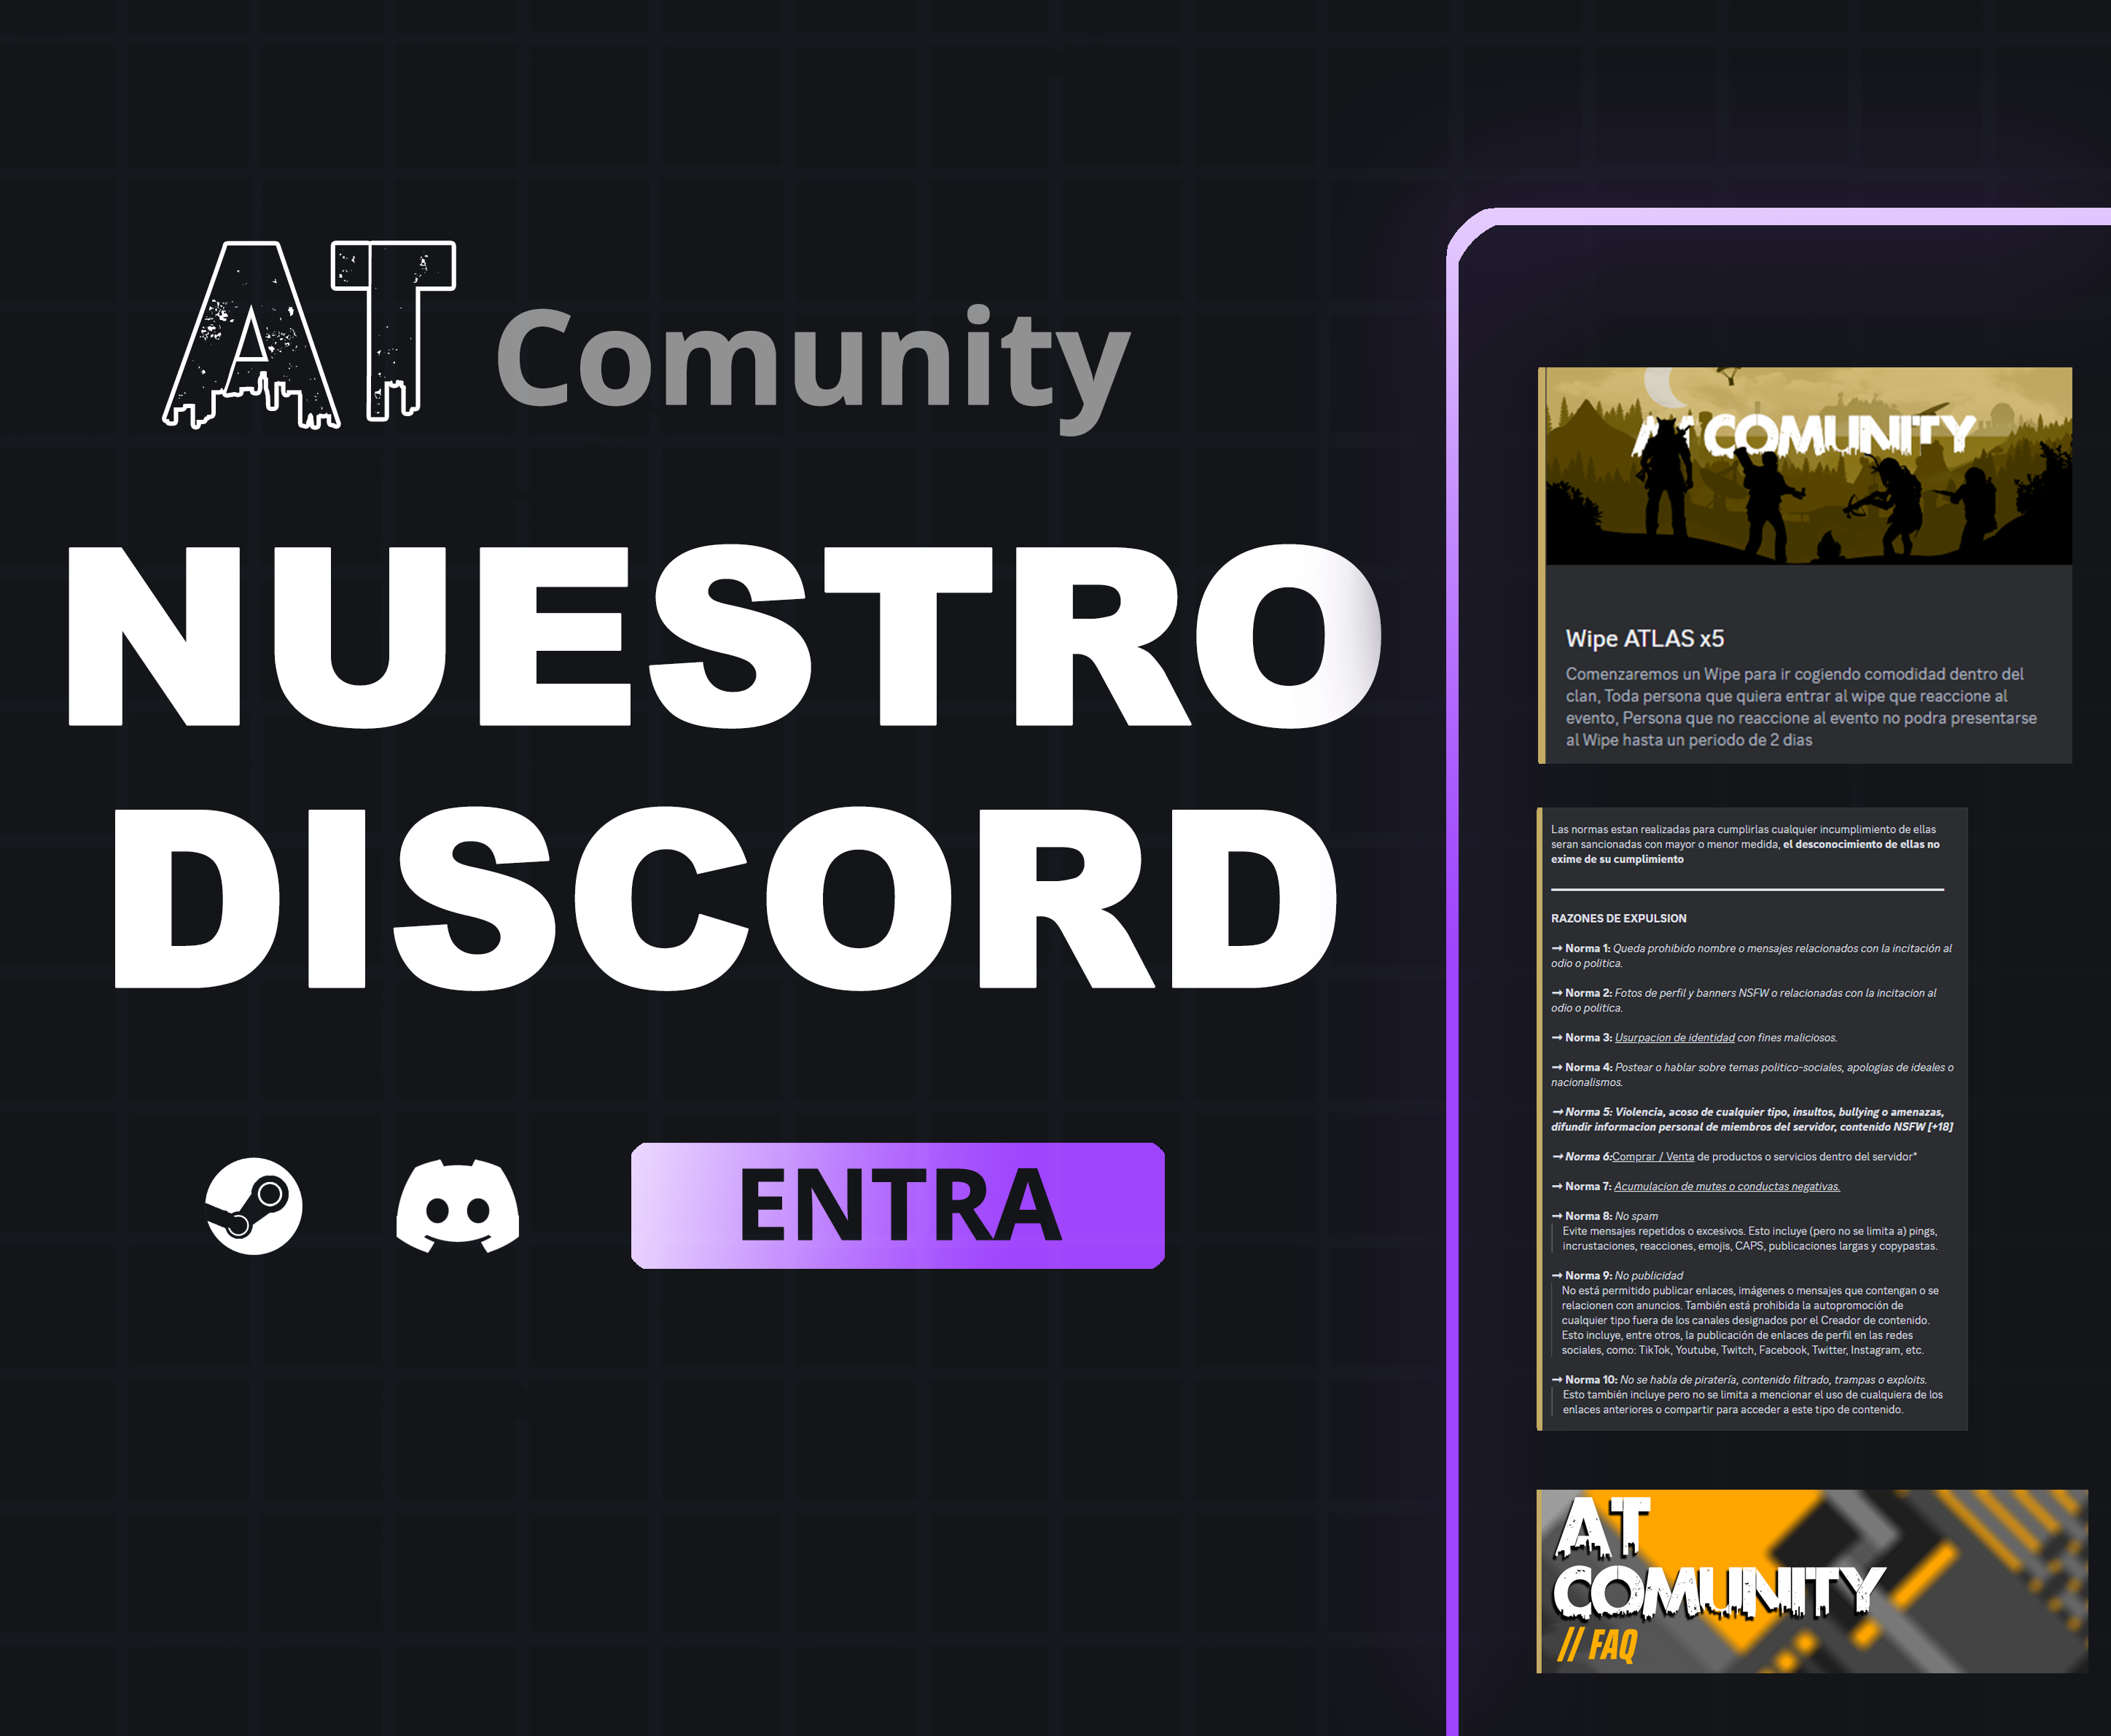 AT Comunity
NUESTRO
DISCORD
ENTRA
AT COMUNITY
Wipe ATLAS x5
Comenzaremos un Wipe para ir cogiendo comodidad dentro del
clan, Toda persona que quiera entrar al wipe que reaccione al
evento, Persona que no reaccione al evento no podra presentarse
al Wipe hasta un periodo de 2 dias
Las normas estan realizadas para cumplirlas cualquier incumplimiento de ellas
seran sancionadas con mayor o menor medida, el desconocimiento de ellas no
exime de su cumplimiento
RAZONES DE EXPULSION
→ Norma 1: Queda prohibido nombre o mensajes relacionados con la incitación al
odio o politica.
→ Norma 2: Fotos de perfil y banners NSFW o relacionadas con la incitacion al
odio o politica.
→ Norma 3: Usurpacion de identidad con fines maliciosos.
→ Norma 4: Postear o hablar sobre temas politico-sociales, apologias de ideales o
nacionalismos.
→ Norma 5: Violencia, acoso de cualquier tipo, insultos, bullying o amenazas,
difundir informacion personal de miembros del servidor, contenido NSFW [+18]
→ Norma 6:Comprar / Venta de productos o servicios dentro del servidor*
→ Norma 7: Acumulacion de mutes o conductas negativas.
→ Norma 8: No spam
Evite mensajes repetidos o excesivos. Esto incluye (pero no se limita a) pings,
incrustaciones, reacciones, emojis, CAPS, publicaciones largas y copypastas.
→ Norma 9: No publicidad
No está permitido publicar enlaces, imágenes o mensajes que contengan o se
relacionen con anuncios. También está prohibida la autopromoción de
cualquier tipo fuera de los canales designados por el Creador de contenido.
Esto incluye, entre otros, la publicación de enlaces de perfil en las redes
sociales, como: TikTok, Youtube, Twitch, Facebook, Twitter, Instagram, etc.
→ Norma 10: No se habla de piratería, contenido filtrado, trampas o exploits.
Esto también incluye pero no se limita a mencionar el uso de cualquiera de los
enlaces anteriores o compartir para acceder a este tipo de contenido.
AT
COMUNITY
// FAQ